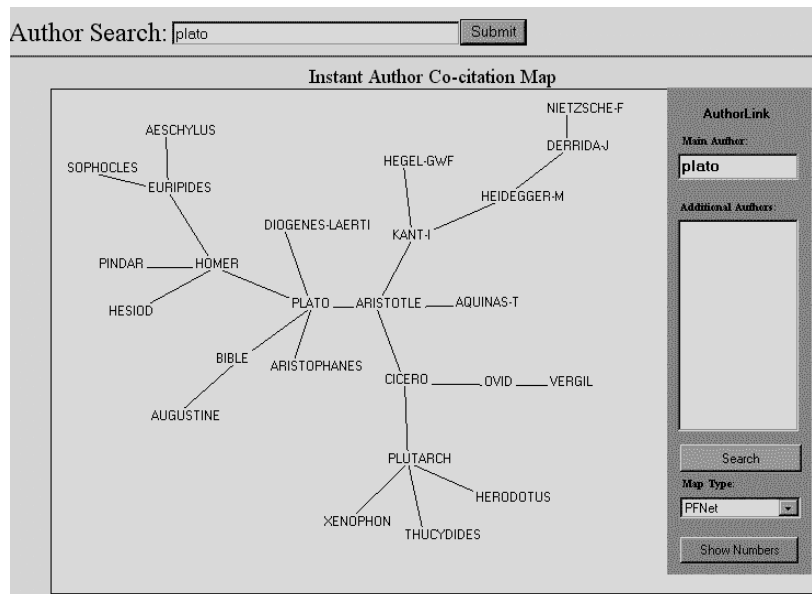 Author Search: plato Submit
Instant Author Co-citation Map
NIETZSCHE-F
AESCHYLUS
DERRIDA-J
SOPHOCLES
HEGEL-GWF
EURIPIDES
HEIDEGGER-M
DIOGENES-LAERTI
KANT-I
PINDAR
HOMER
HESIOD
PLATO
ARISTOTLE
AQUINAS-T
BIBLE
ARISTOPHANES
CICERO
OVID
VERGIL
AUGUSTINE
PLUTARCH
HERODOTUS
XENOPHON
THUCYDIDES
AuthorLink
Main Author:
plato
Additional Authors:
Search
Map Type:
PFNet
Show Numbers